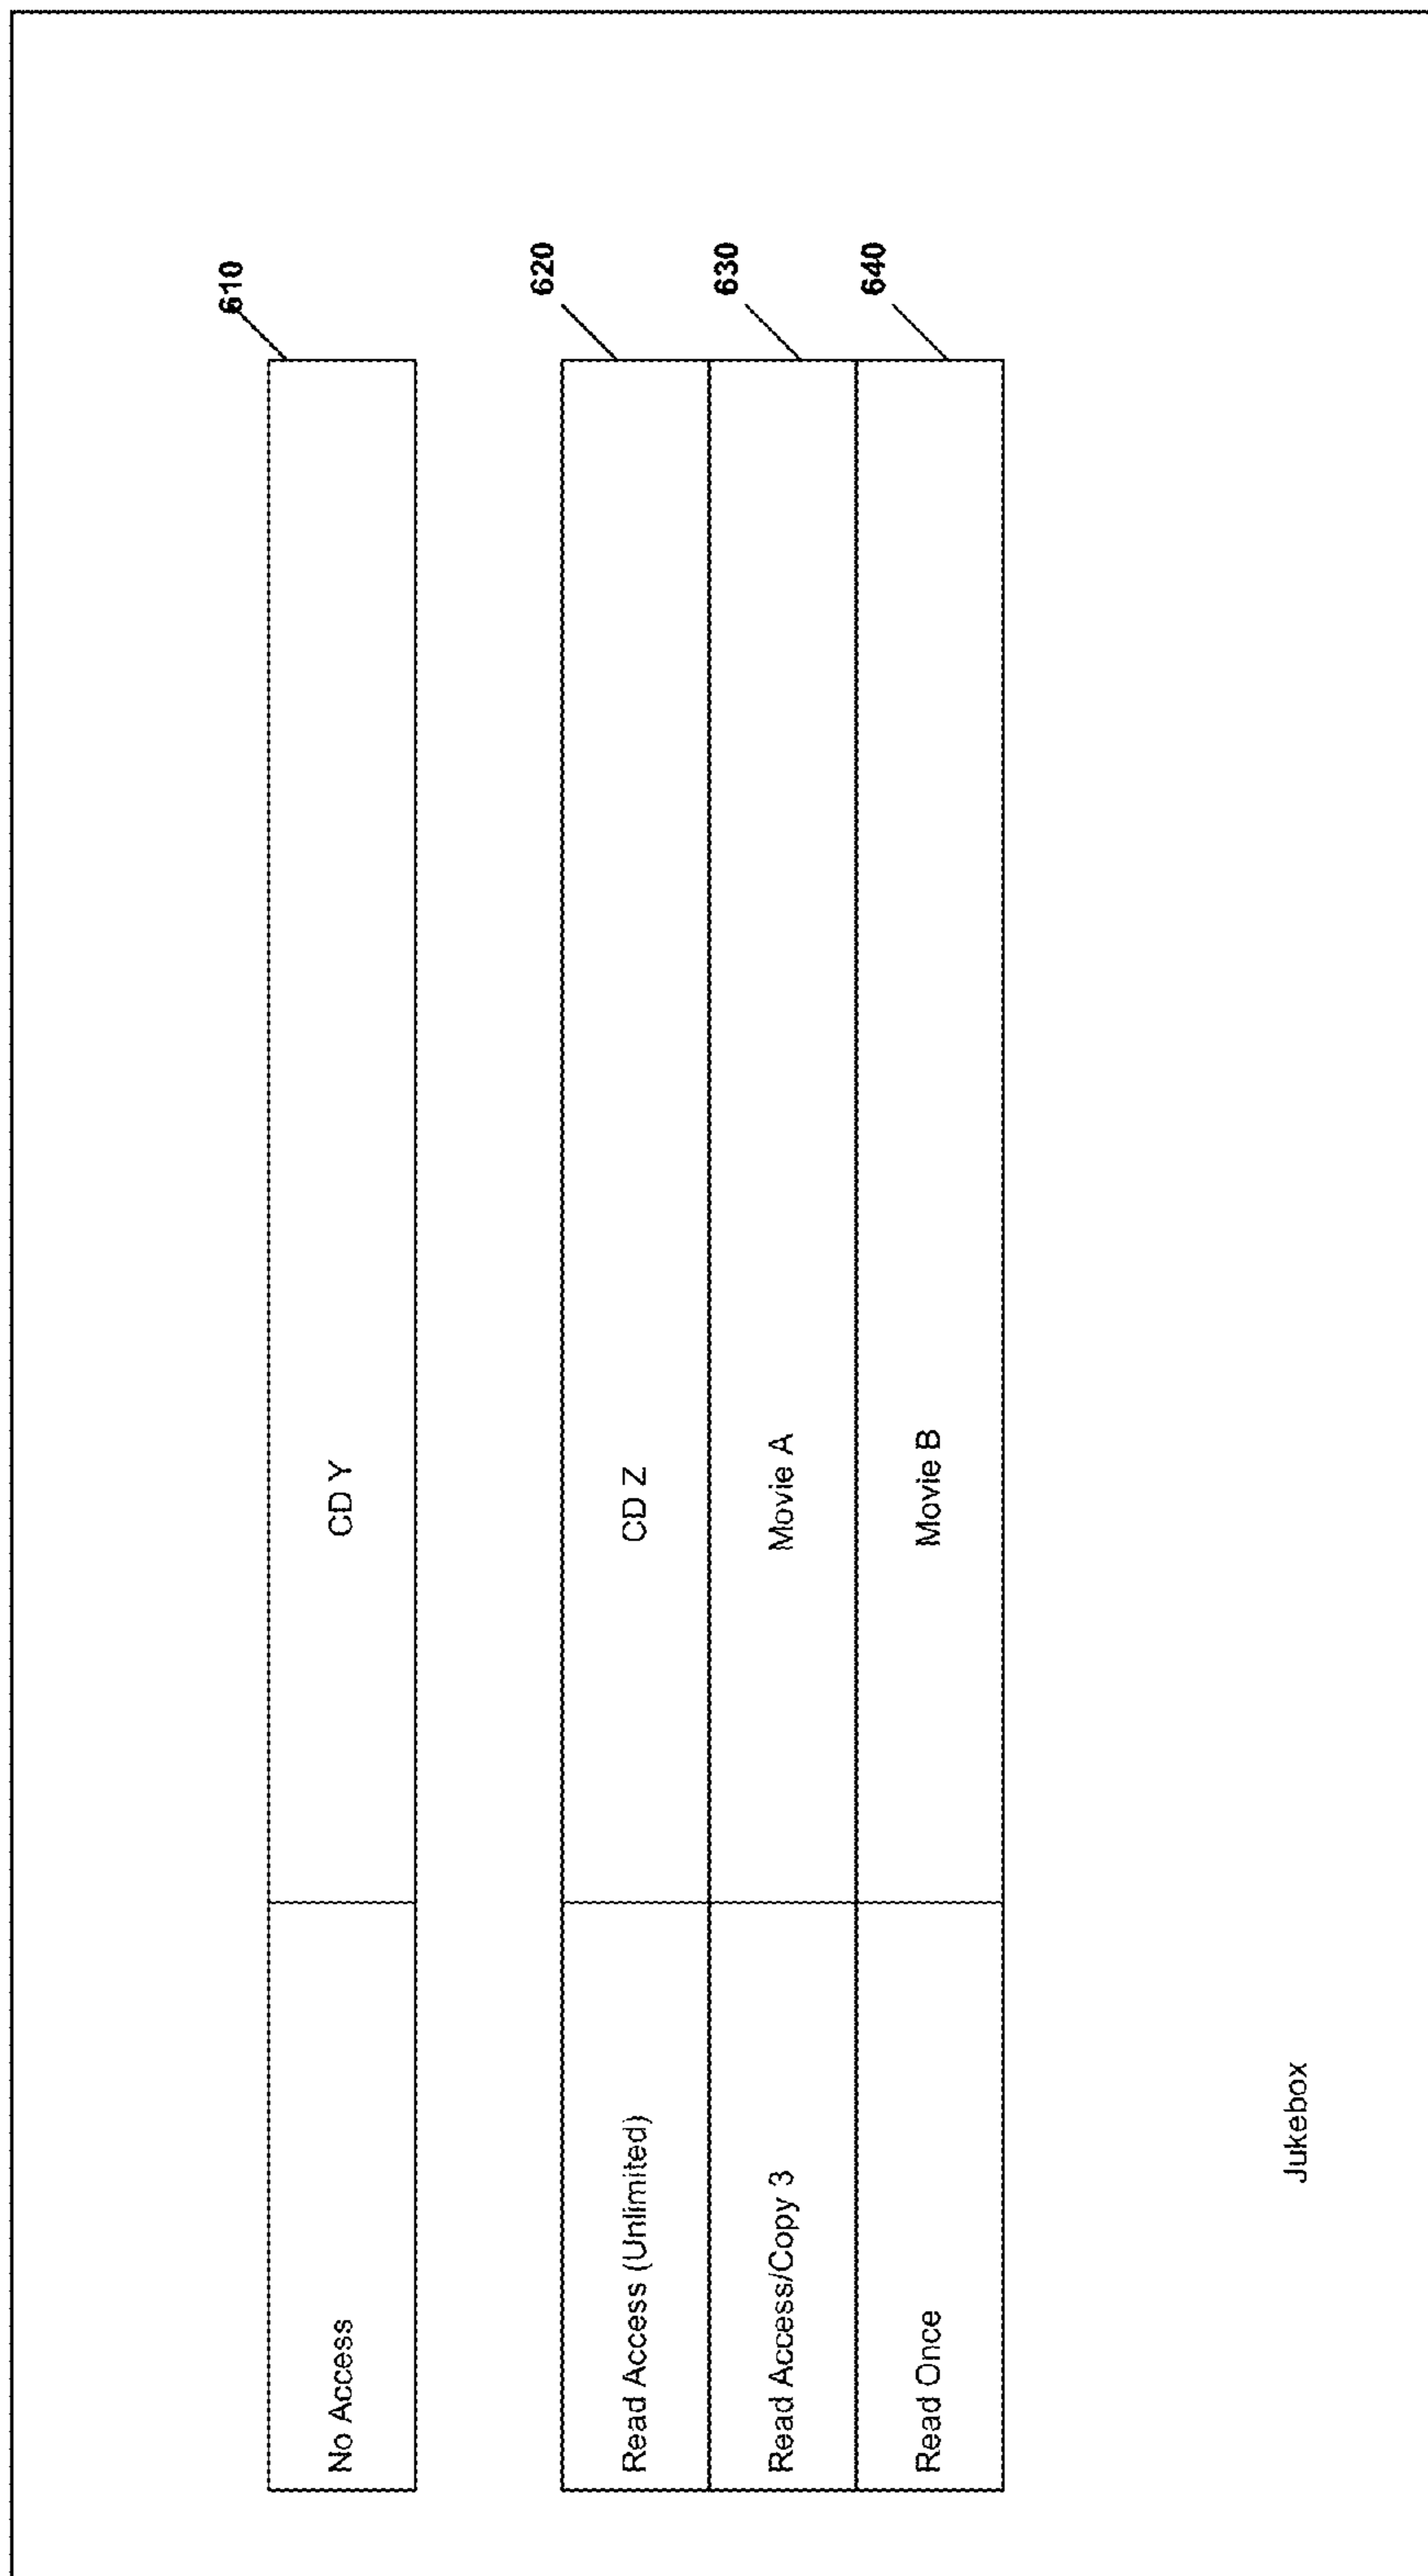 610
No Access
CD Y
620
Read Access (Unlimited)
CD Z
630
Read Access/Copy 3
Movie A
640
Read Once
Movie B
Jukebox